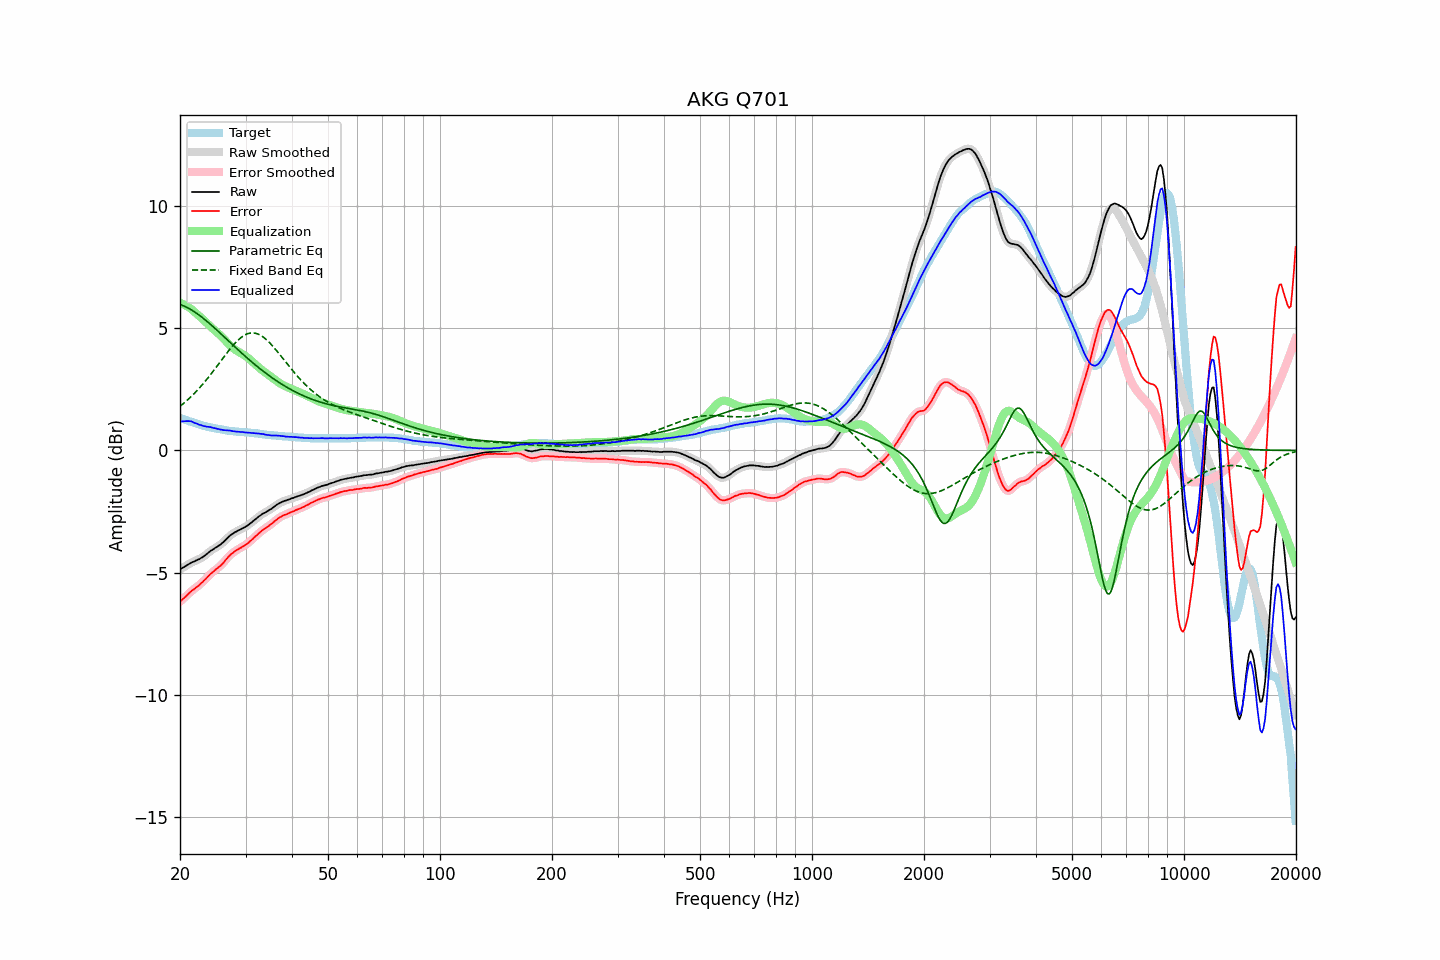 AKG Q701
Target
Raw Smoothed
Error Smoothed
Raw
Error
Equalization
Parametric Eq
Fixed Band Eq
Equalized
Amplitude (dBr)
10
5
0
−5
−10
−15
20
50
100
200
500
1000
2000
5000
10000
20000
Frequency (Hz)